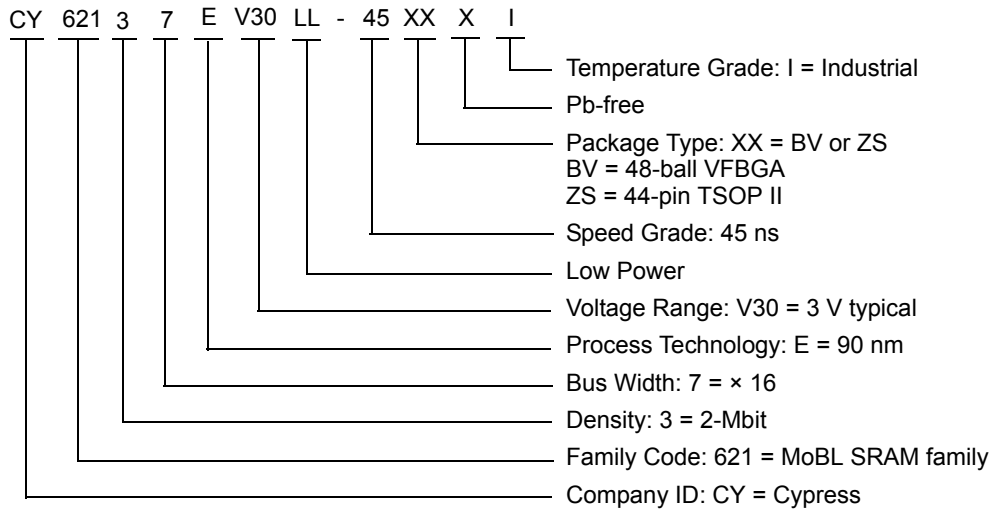 CY 621 3 7 E V30 LL - 45 XX X I
Temperature Grade: I = Industrial
Pb-free
Package Type: XX = BV or ZS
BV = 48-ball VFBGA
ZS = 44-pin TSOP II
Speed Grade: 45 ns
Low Power
Voltage Range: V30 = 3 V typical
Process Technology: E = 90 nm
Bus Width: 7 = × 16
Density: 3 = 2-Mbit
Family Code: 621 = MoBL SRAM family
Company ID: CY = Cypress